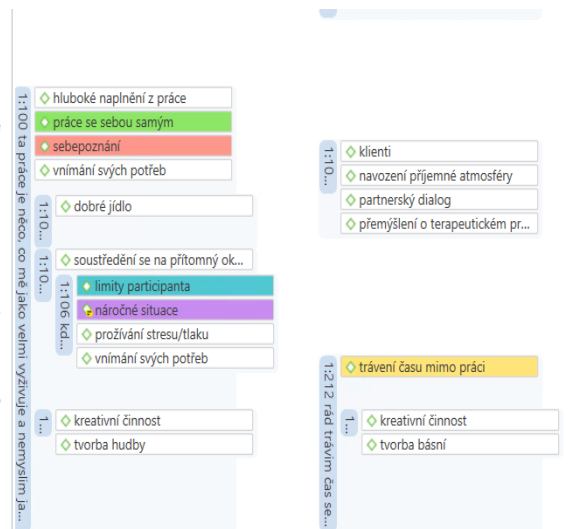 1:100 ta práce je něco, co mě jako velmi vyživuje a nemyslim ja...
hluboké naplnění z práce
práce se sebou samým
sebepoznání
vnímání svých potřeb
1:10...
dobré jídlo
1:10...
soustředění se na přítomný ok...
1:106 kd...
limity participanta
náročné situace
prožívání stresu/tlaku
vnímání svých potřeb
1...
kreativní činnost
tvorba hudby
1:10...
klienti
navození příjemné atmosféry
partnerský dialog
přemýšlení o terapeutickém pr...
1:212 rád trávim čas se...
trávení času mimo práci
1...
kreativní činnost
tvorba básní